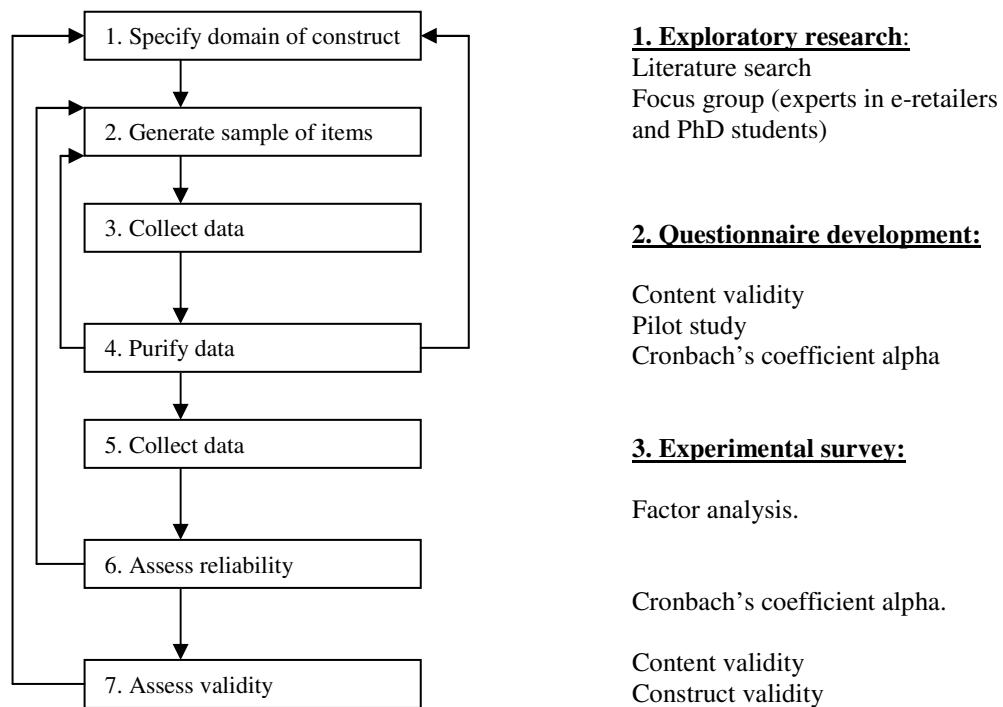 1. Specify domain of construct
2. Generate sample of items
3. Collect data
4. Purify data
5. Collect data
6. Assess reliability
7. Assess validity
1. Exploratory research:
Literature search
Focus group (experts in e-retailers
and PhD students)
2. Questionnaire development:
Content validity
Pilot study
Cronbach’s coefficient alpha
3. Experimental survey:
Factor analysis.
Cronbach’s coefficient alpha.
Content validity
Construct validity